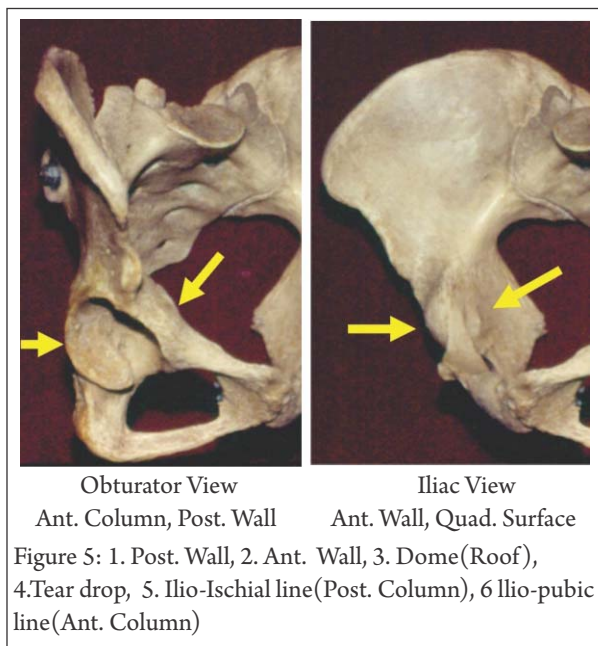 Obturator View
Ant. Column, Post. Wall
Iliac View
Ant. Wall, Quad. Surface
Figure 5: 1. Post. Wall, 2. Ant. Wall, 3. Dome(Roof),
4.Tear drop, 5. Ilio-Ischial line(Post. Column), 6 llio-pubic
line(Ant. Column)